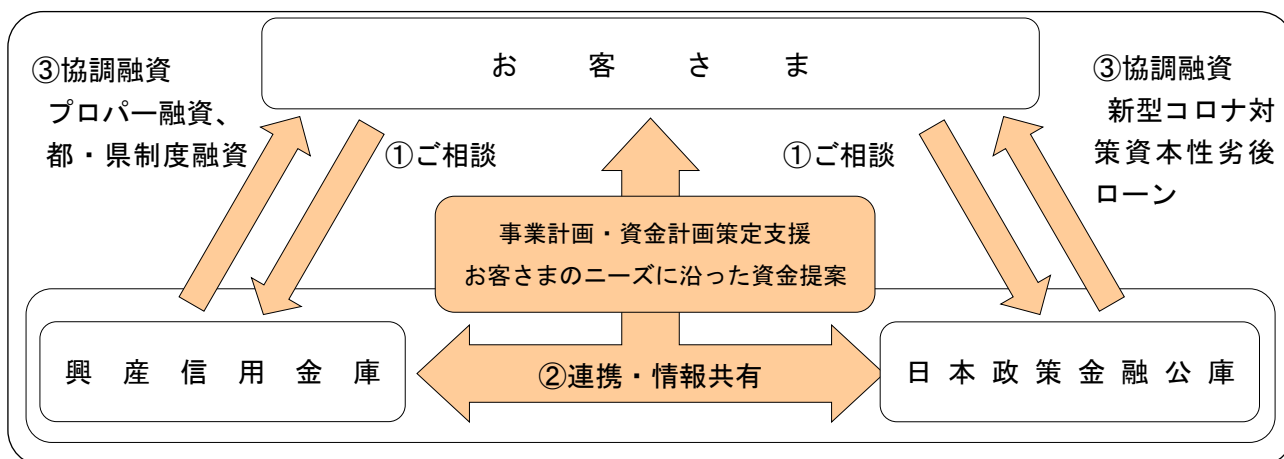 お客さま
③協調融資
プロパー融資、
都・県制度融資
①ご相談
①ご相談
③協調融資
新型コロナ対
策資本性劣後
ローン
事業計画・資金計画策定支援
お客さまのニーズに沿った資金提案
興産信用金庫
②連携・情報共有
日本政策金融公庫